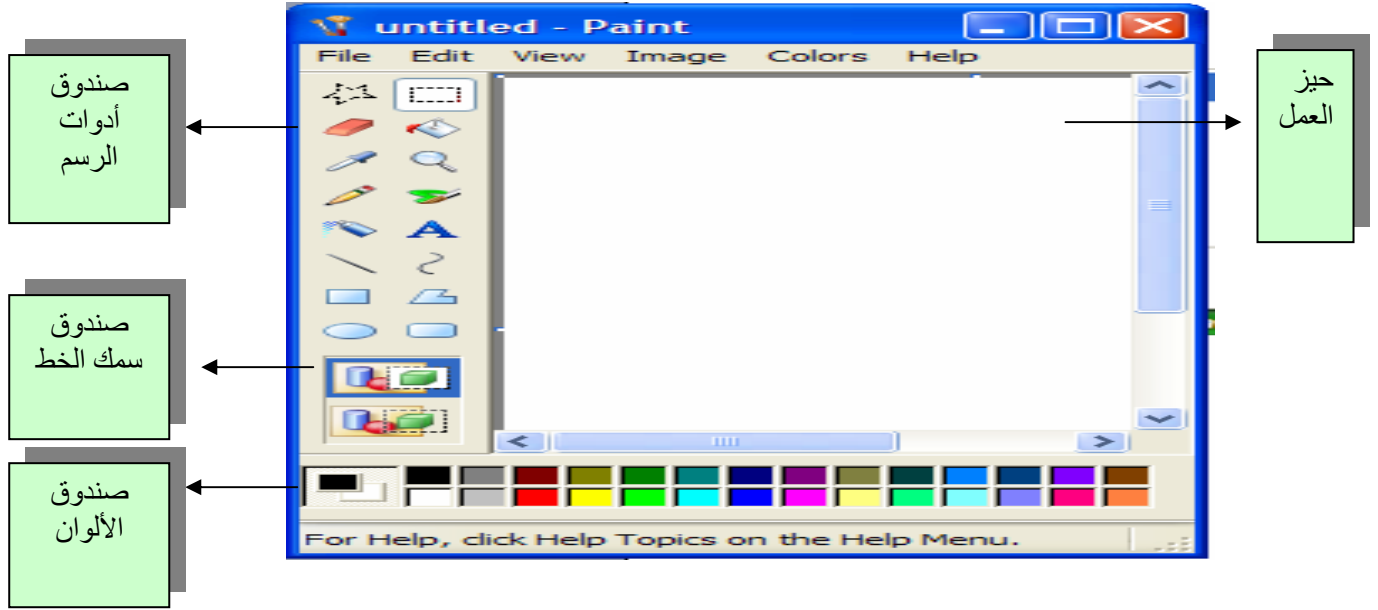 untitled - Paint
File Edit View Image Colors Help
A
For Help, click Help Topics on the Help Menu.
حيز
العمل
صندوق
أدوات
الرسم
صندوق
سمك الخط
صندوق
الألوان